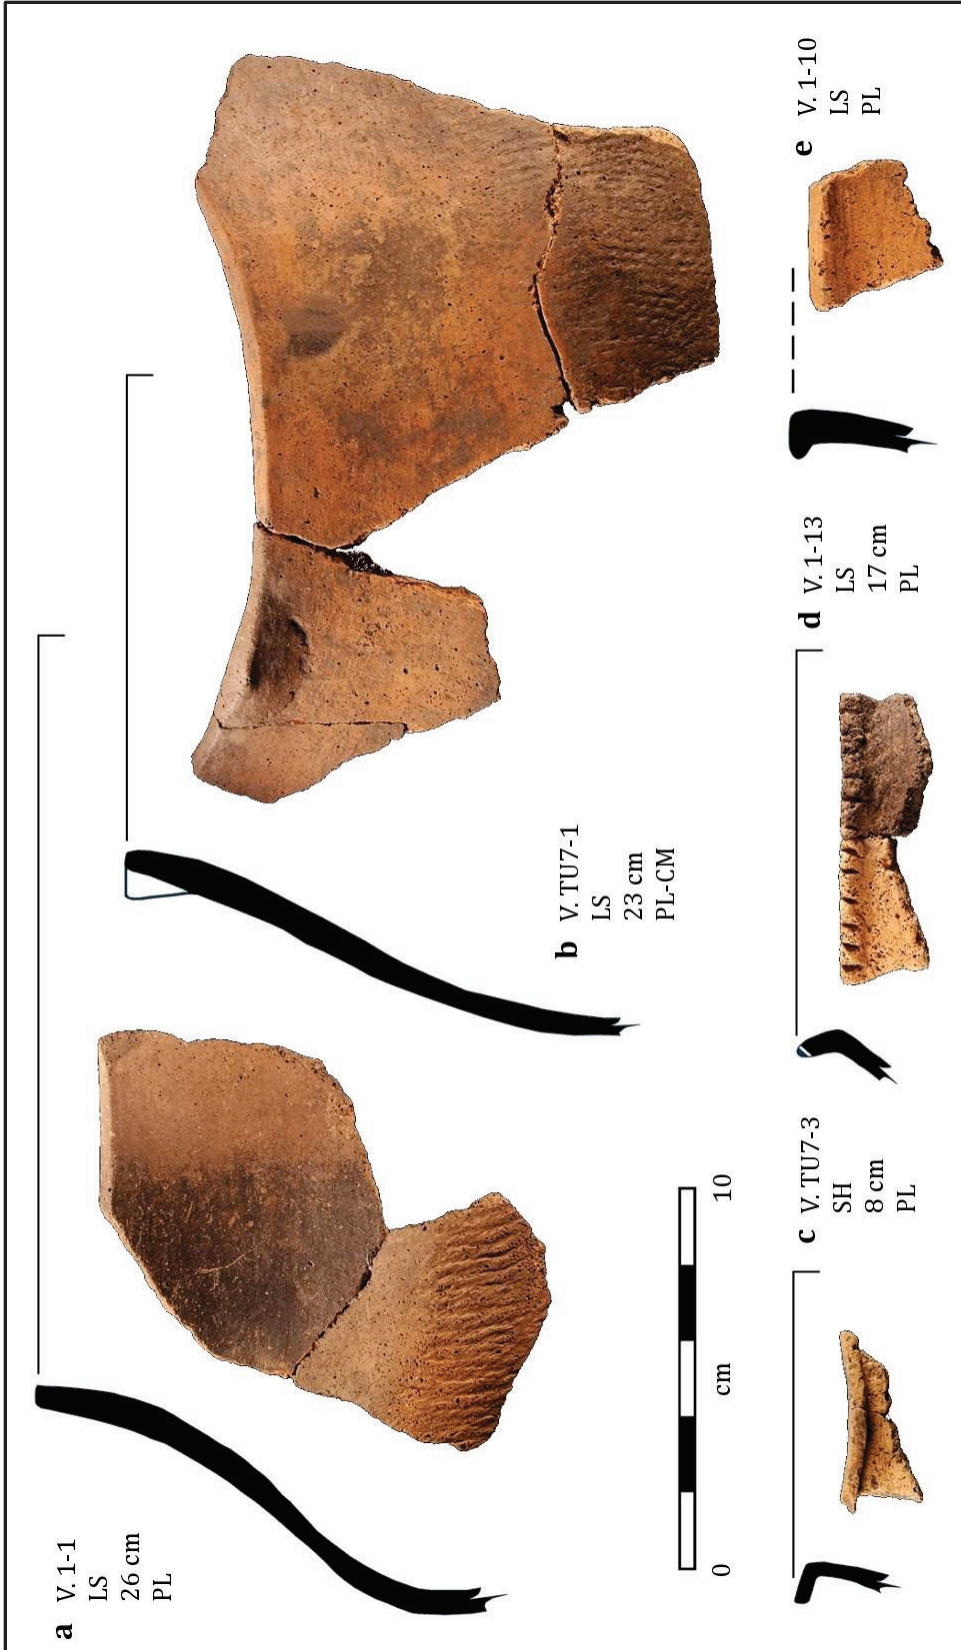 a V. 1-1
LS
26 cm
PL
b V. TU7-1
LS
23 cm
PL-CM
0 cm 10
c V. TU7-3
SH
8 cm
PL
d V. 1-13
LS
17 cm
PL
e V. 1-10
LS
PL